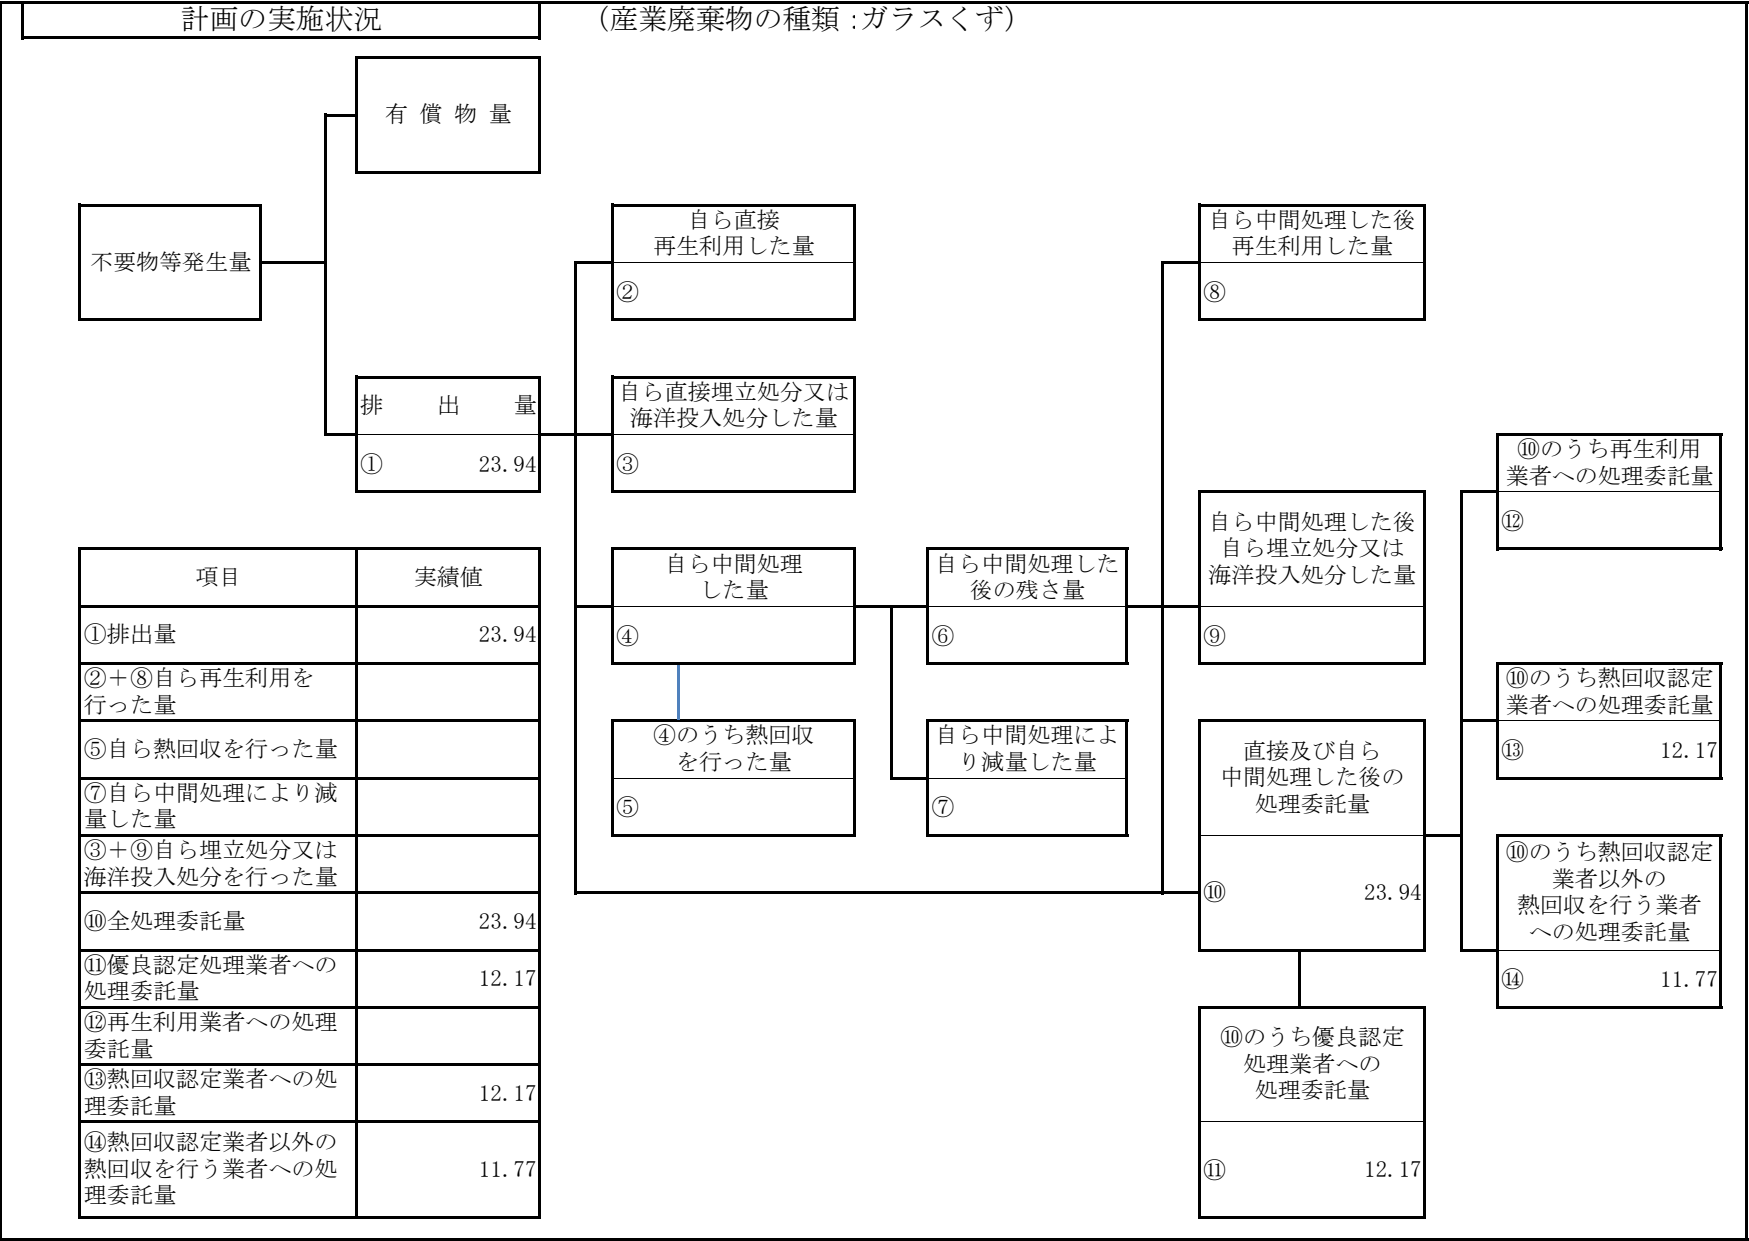 計画の実施状況
（産業廃棄物の種類:ガラスくず）
有償物量
不要物等発生量
自ら直接
再生利用した量
②
自ら中間処理した後
再生利用した量
⑧
排出量
① 23.94
自ら直接埋立処分又は
海洋投入処分した量
③
⑩のうち再生利用
業者への処理委託量
⑫
自ら中間処理した後
自ら埋立処分又は
海洋投入処分した量
⑨
自ら中間処理
した量
④
自ら中間処理した
後の残さ量
⑥
⑩のうち熱回収認定
業者への処理委託量
⑬ 12.17
④のうち熱回収
を行った量
⑤
自ら中間処理によ
り減量した量
⑦
直接及び自ら
中間処理した後の
処理委託量
⑩ 23.94
⑩のうち熱回収認定
業者以外の
熱回収を行う業者
への処理委託量
⑭ 11.77
⑩のうち優良認定
処理業者への
処理委託量
⑪ 12.17
項目 実績値
①排出量 23.94
②＋⑧自ら再生利用を
行った量
⑤自ら熱回収を行った量
⑦自ら中間処理により減
量した量
③＋⑨自ら埋立処分又は
海洋投入処分を行った量
⑩全処理委託量 23.94
⑪優良認定処理業者への
処理委託量 12.17
⑫再生利用業者への処理
委託量
⑬熱回収認定業者への処
理委託量 12.17
⑭熱回収認定業者以外の
熱回収を行う業者への処
理委託量 11.77